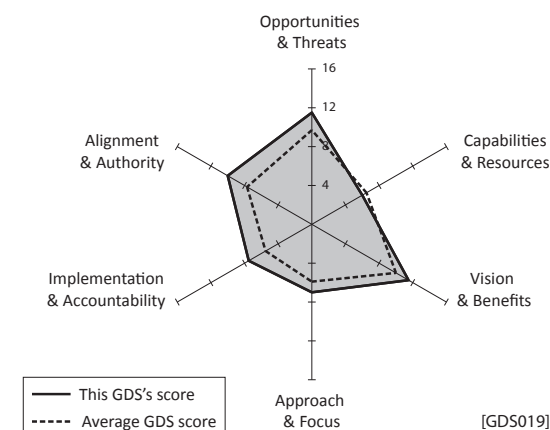 Opportunities
& Threats
16
12
8
4
Alignment
& Authority
Capabilities
& Resources
Implementation
& Accountability
Vision
& Benefits
This GDS's score
Average GDS score
Approach
& Focus
[GDS019]